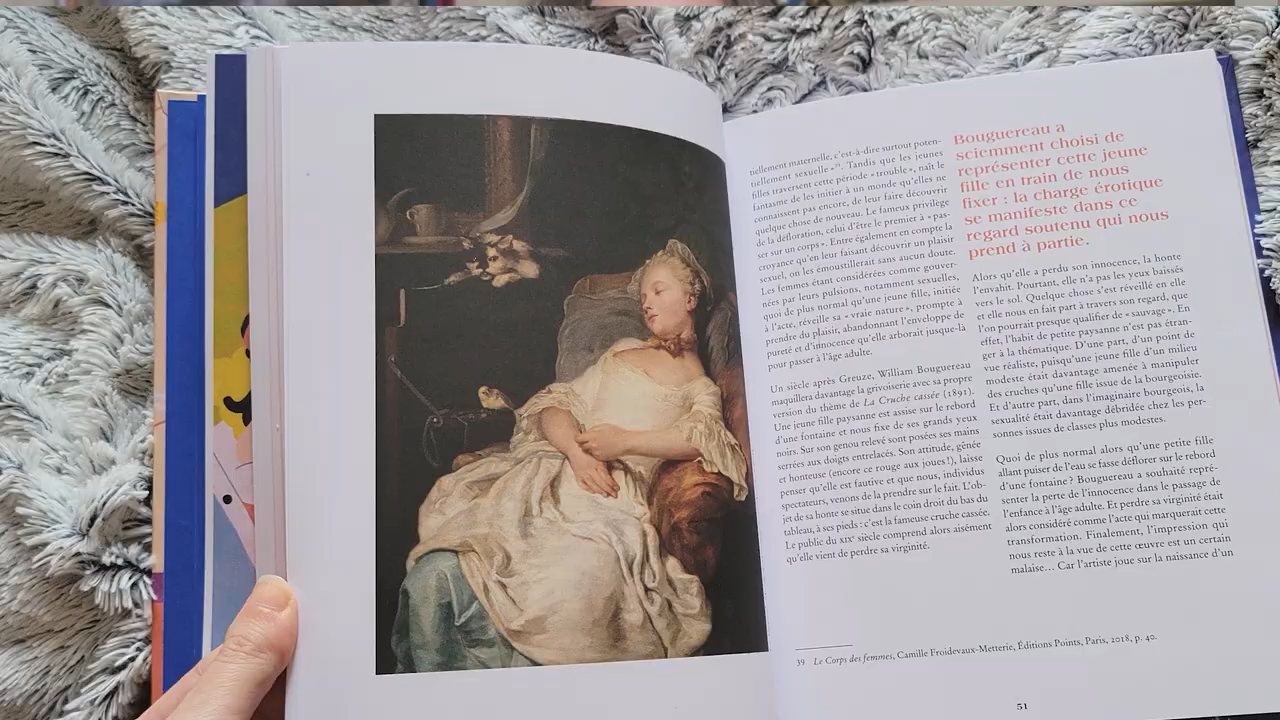 tiellement maternelle, c'est-à-dire surtout poten-
tiellement sexuelle »³⁹. Tandis que les jeunes
filles traversent cette période « trouble », naît le
fantasme de les initier à un monde qu'elles ne
connaissent pas encore, de leur faire découvrir
quelque chose de nouveau. Le fameux privilège
de la défloration, celui d'être le premier à « pas-
ser sur un corps ». Entre également en compte la
croyance qu'en leur faisant découvrir un plaisir
sexuel, on les émoustillerait sans aucun doute.
Les femmes étant considérées comme gouver-
nées par leurs pulsions, notamment sexuelles,
quoi de plus normal qu'une jeune fille, initiée
à l'acte, réveille sa « vraie nature », prompte à
prendre du plaisir, abandonnant l'enveloppe de
pureté et d'innocence qu'elle arborait jusque-là
pour passer à l'âge adulte.
Un siècle après Greuze, William Bouguereau
maquillera davantage la grivoiserie avec sa propre
version du thème de La Cruche cassée (1891).
Une jeune fille paysanne est assise sur le rebord
d'une fontaine et nous fixe de ses grands yeux
noirs. Sur son genou relevé sont posées ses mains
serrées aux doigts entrelacés. Son attitude, gênée
et honteuse (encore ce rouge aux joues !), laisse
penser qu'elle est fautive et que nous, individus
spectateurs, venons de la prendre sur le fait. L'ob-
jet de sa honte se situe dans le coin droit du bas du
tableau, à ses pieds : c'est la fameuse cruche cassée.
Le public du XIXᵉ siècle comprend alors aisément
qu'elle vient de perdre sa virginité.
Bouguereau a
sciemment choisi de
représenter cette jeune
fille en train de nous
fixer : la charge érotique
se manifeste dans ce
regard soutenu qui nous
prend à partie.
Alors qu'elle a perdu son innocence, la honte
l'envahit. Pourtant, elle n'a pas les yeux baissés
vers le sol. Quelque chose s'est réveillé en elle
et elle nous en fait part à travers son regard, que
l'on pourrait presque qualifier de « sauvage ». En
effet, l'habit de petite paysanne n'est pas étran-
ger à la thématique. D'une part, d'un point de
vue réaliste, puisqu'une jeune fille d'un milieu
modeste était davantage amenée à manipuler
des cruches qu'une fille issue de la bourgeoisie.
Et d'autre part, dans l'imaginaire bourgeois, la
sexualité était davantage débridée chez les per-
sonnes issues de classes plus modestes.
Quoi de plus normal alors qu'une petite fille
allant puiser de l'eau se fasse déflorer sur le rebord
d'une fontaine ? Bouguereau a souhaité repré-
senter la perte de l'innocence dans le passage de
l'enfance à l'âge adulte. Et perdre sa virginité était
alors considéré comme l'acte qui marquerait cette
transformation. Finalement, l'impression qui
nous reste à la vue de cette œuvre est un certain
malaise… Car l'artiste joue sur la naissance d'un
39 Le Corps des femmes, Camille Froidevaux-Metterie, Éditions Points, Paris, 2018, p. 40.
51